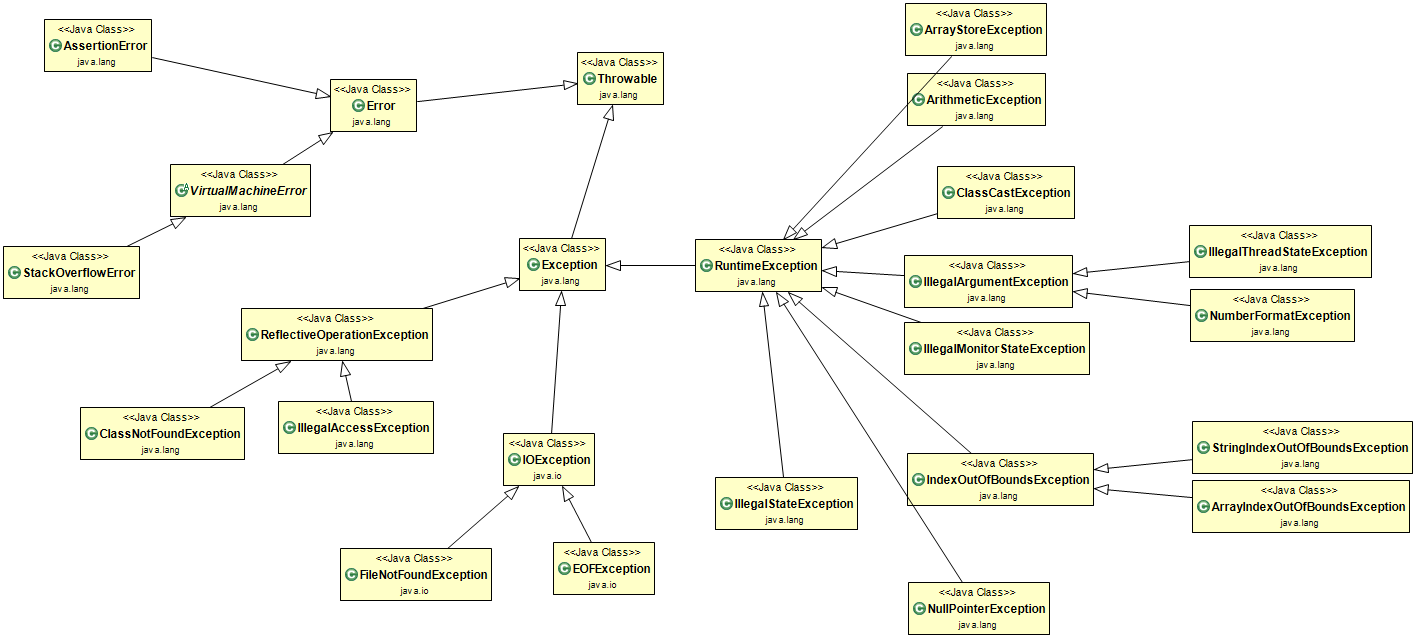 <<Java Class>>
AssertionError
java.lang
<<Java Class>>
Error
java.lang
<<Java Class>>
Throwable
java.lang
<<Java Class>>
VirtualMachineError
java.lang
<<Java Class>>
StackOverflowError
java.lang
<<Java Class>>
Exception
java.lang
<<Java Class>>
ReflectiveOperationException
java.lang
<<Java Class>>
ClassNotFoundException
java.lang
<<Java Class>>
IllegalAccessException
java.lang
<<Java Class>>
IOException
java.io
<<Java Class>>
FileNotFoundException
java.io
<<Java Class>>
EOFException
java.io
<<Java Class>>
RuntimeException
java.lang
<<Java Class>>
ArrayStoreException
java.lang
<<Java Class>>
ArithmeticException
java.lang
<<Java Class>>
ClassCastException
java.lang
<<Java Class>>
IllegalArgumentException
java.lang
<<Java Class>>
IllegalThreadStateException
java.lang
<<Java Class>>
NumberFormatException
java.lang
<<Java Class>>
IllegalMonitorStateException
java.lang
<<Java Class>>
IllegalStateException
java.lang
<<Java Class>>
IndexOutOfBoundsException
java.lang
<<Java Class>>
StringIndexOutOfBoundsException
java.lang
<<Java Class>>
ArrayIndexOutOfBoundsException
java.lang
<<Java Class>>
NullPointerException
java.lang